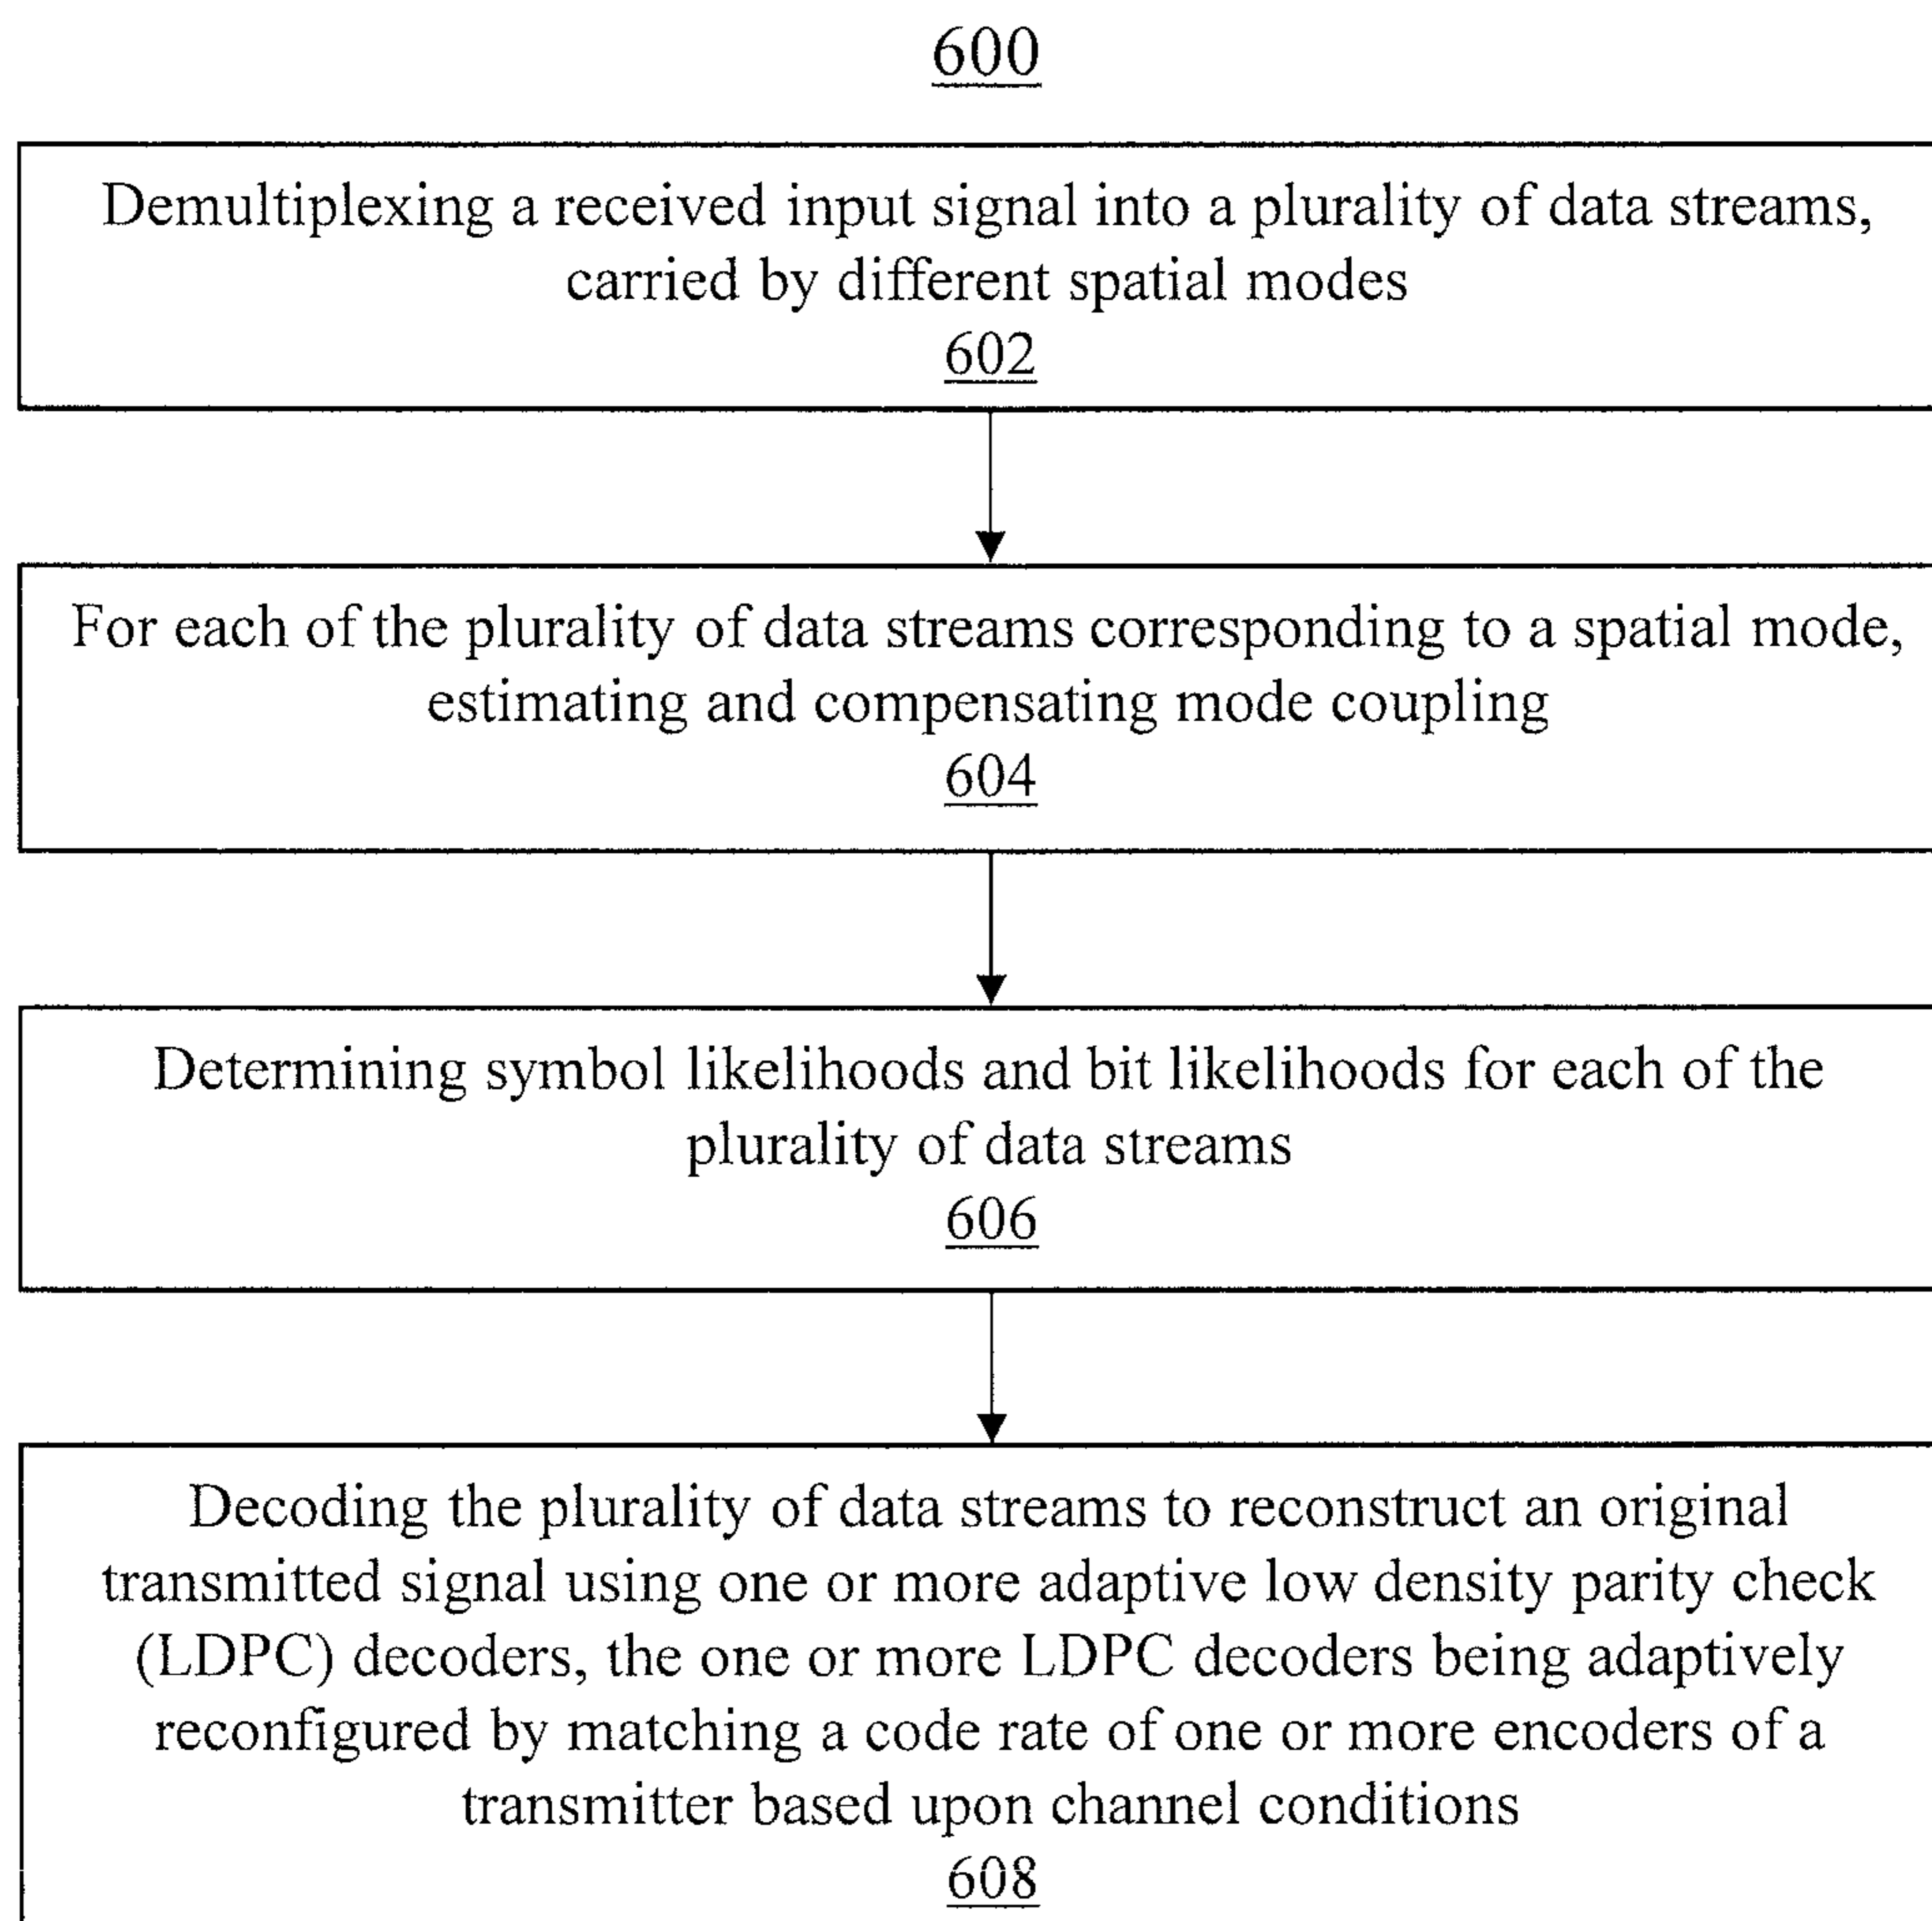 600
Demultiplexing a received input signal into a plurality of data streams,
carried by different spatial modes
602
For each of the plurality of data streams corresponding to a spatial mode,
estimating and compensating mode coupling
604
Determining symbol likelihoods and bit likelihoods for each of the
plurality of data streams
606
Decoding the plurality of data streams to reconstruct an original
transmitted signal using one or more adaptive low density parity check
(LDPC) decoders, the one or more LDPC decoders being adaptively
reconfigured by matching a code rate of one or more encoders of a
transmitter based upon channel conditions
608